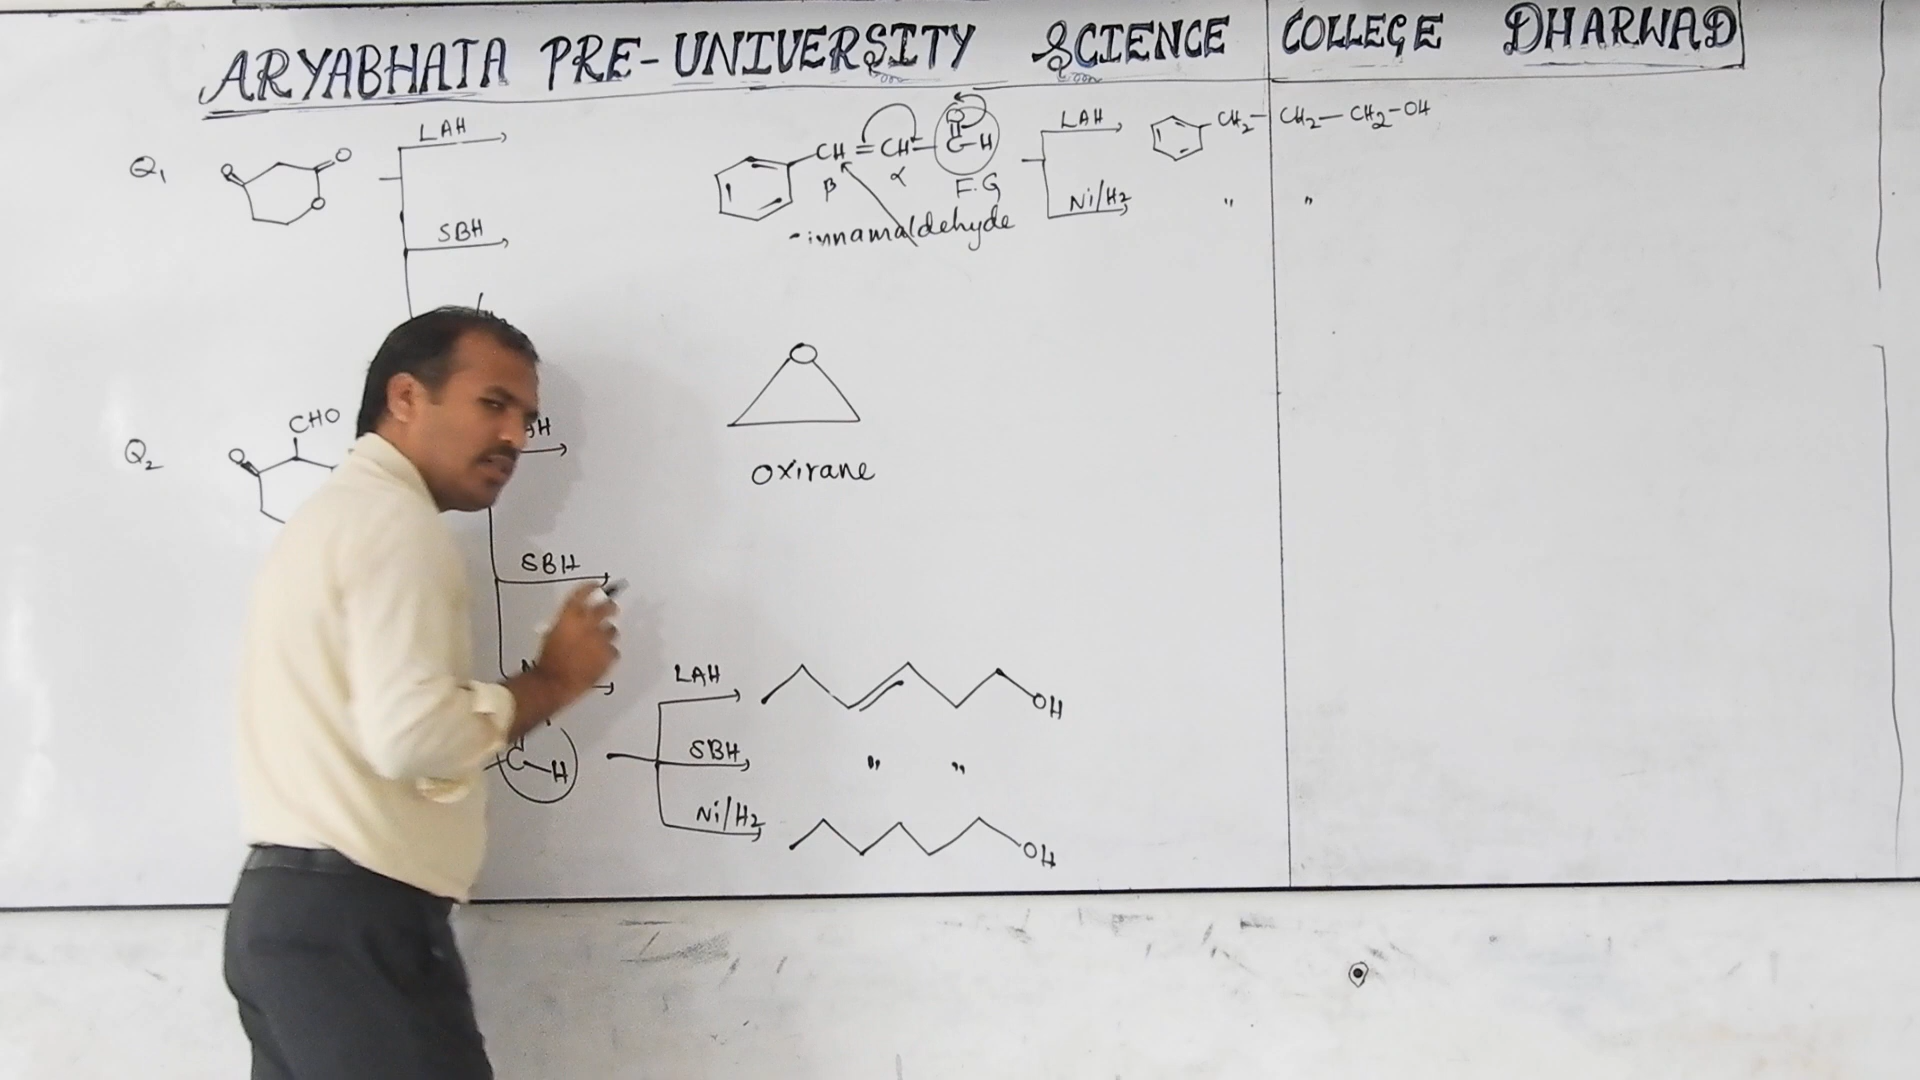 ARYABHATA PRE-UNIVERSITY SCIENCE COLLEGE DHARWAD
Q1
O
O
O
LAH
SBH
CH=CH-C-H
O
β α
F.G
-innamaldehyde
LAH
CH2-CH2-CH2-OH
Ni/H2
" "
Q2
CHO
O
SBH
Oxirane
C-H
LAH
OH
SBH
" "
Ni/H2
OH